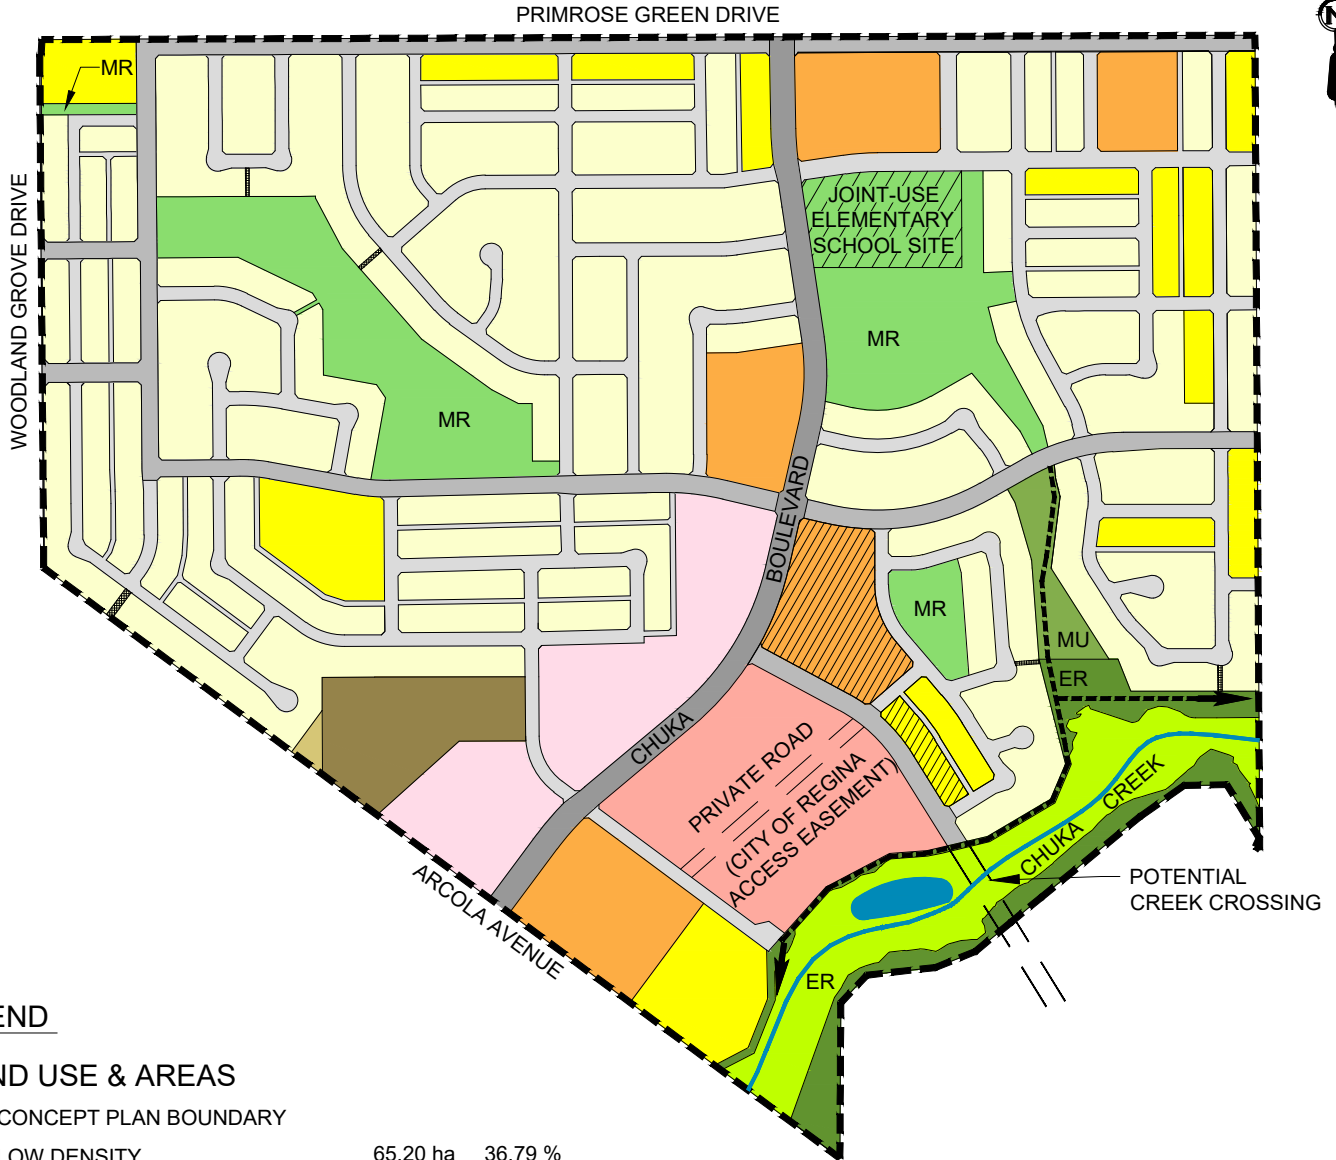 PRIMROSE GREEN DRIVE
N
MR
WOODLAND GROVE DRIVE
JOINT-USE
ELEMENTARY
SCHOOL SITE
MR
MR
BOULEVARD
MR
MU
ER
CHUKA
PRIVATE ROAD
(CITY OF REGINA
ACCESS EASEMENT)
CHUKA
CREEK
ARCOLA AVENUE
POTENTIAL
CREEK CROSSING
ER
END
ND USE & AREAS
CONCEPT PLAN BOUNDARY
OW DENSITY 65.20 ha 36.79 %